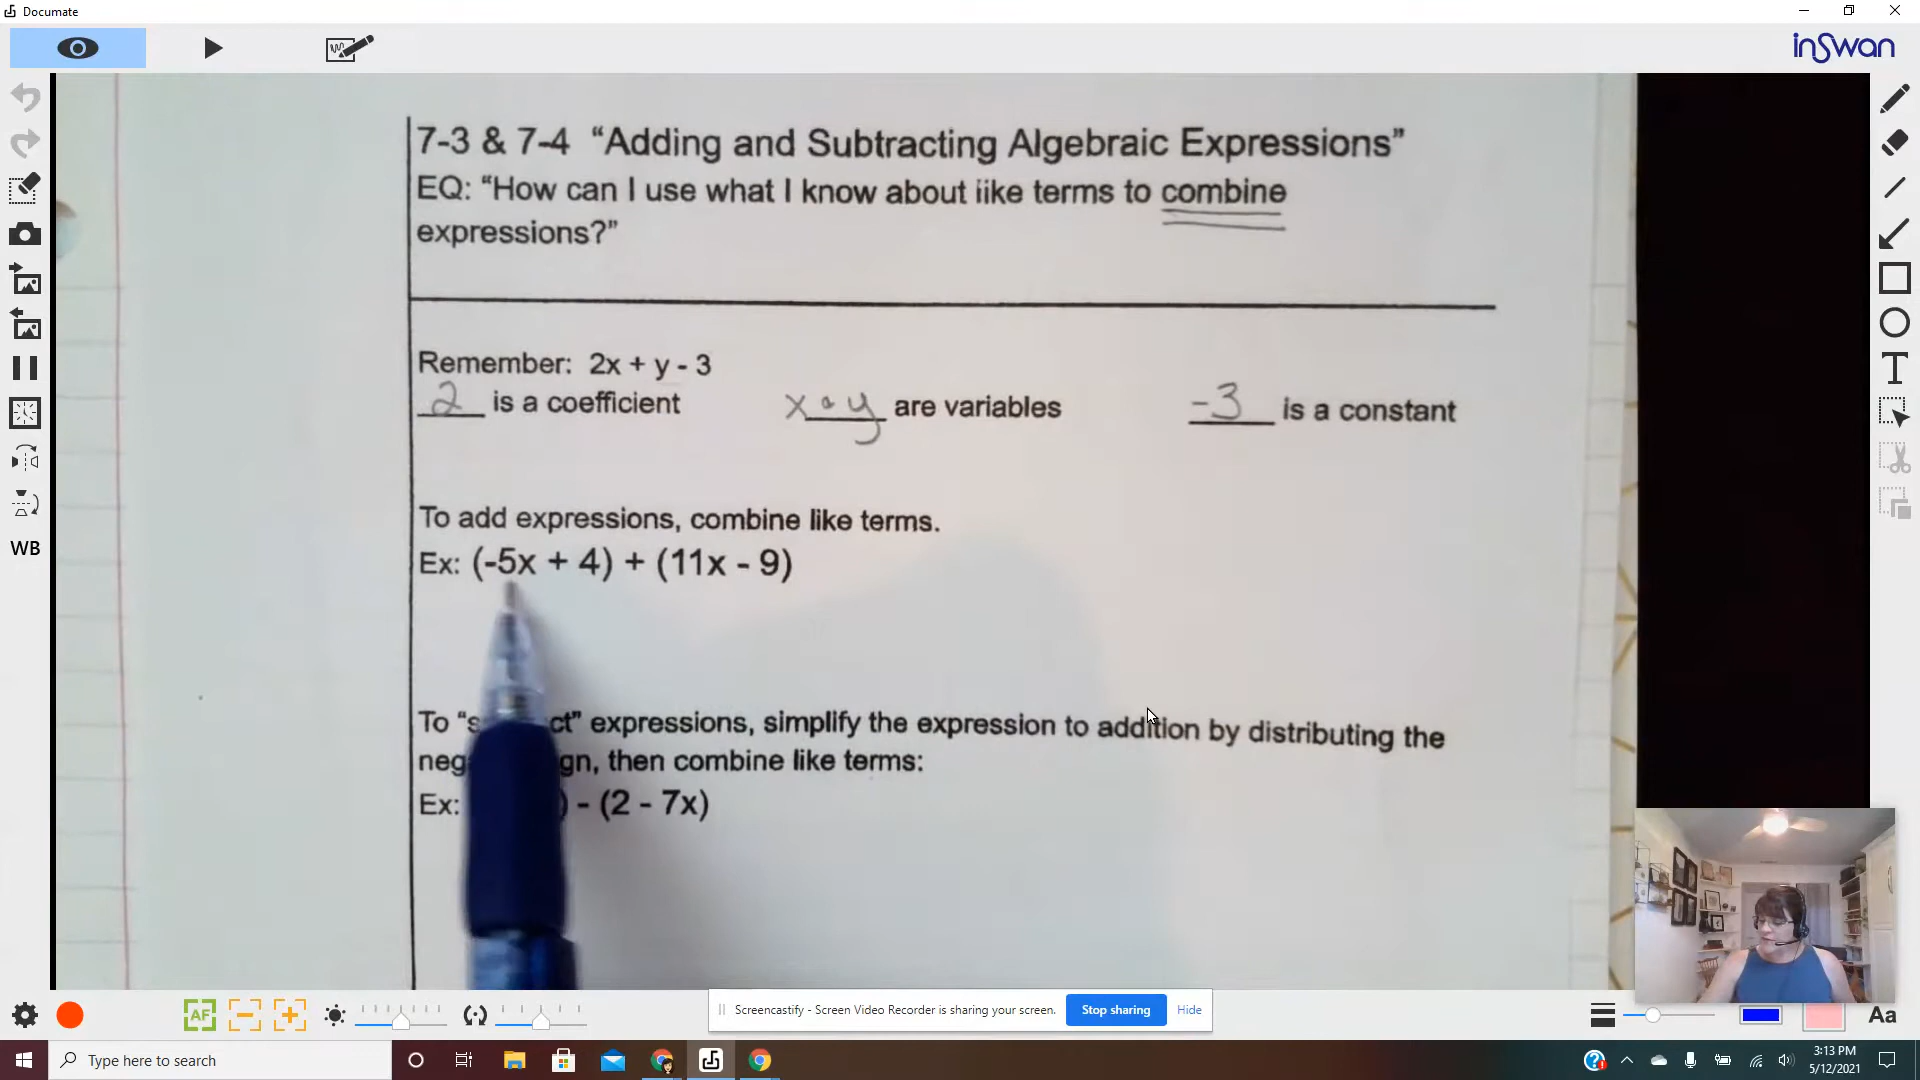 Documate
inSwan
7-3 & 7-4 “Adding and Subtracting Algebraic Expressions”
EQ: “How can I use what I know about like terms to combine
expressions?”
Remember: 2x + y - 3
2 is a coefficient x & y are variables -3 is a constant
To add expressions, combine like terms.
Ex: (-5x + 4) + (11x - 9)
To expressions, simplify the expression to addition by distributing the
then combine like terms:
Ex: ) - (2 - 7x)
WB
T
AF
Screencastify - Screen Video Recorder is sharing your screen. Stop sharing Hide
Aa
Type here to search
3:13 PM
5/12/2021